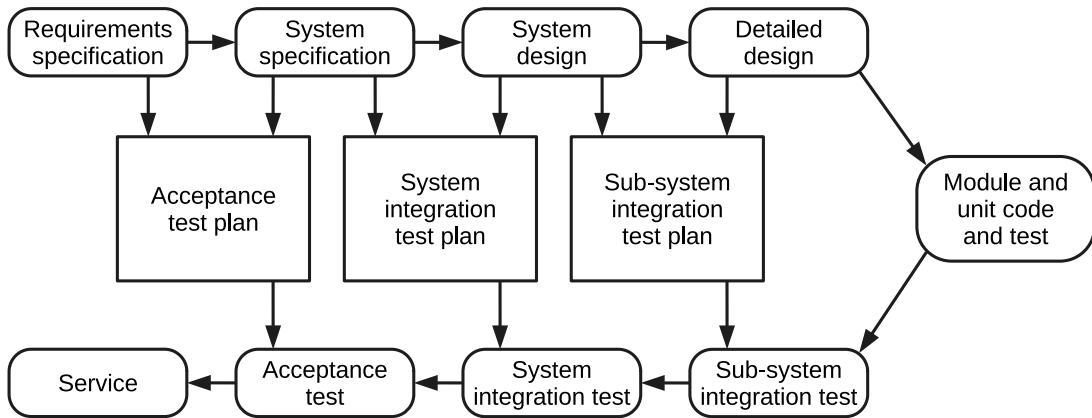 Requirements
specification
System
specification
System
design
Detailed
design
Acceptance
test plan
System
integration
test plan
Sub-system
integration
test plan
Module and
unit code
and test
Service
Acceptance
test
System
integration test
Sub-system
integration test